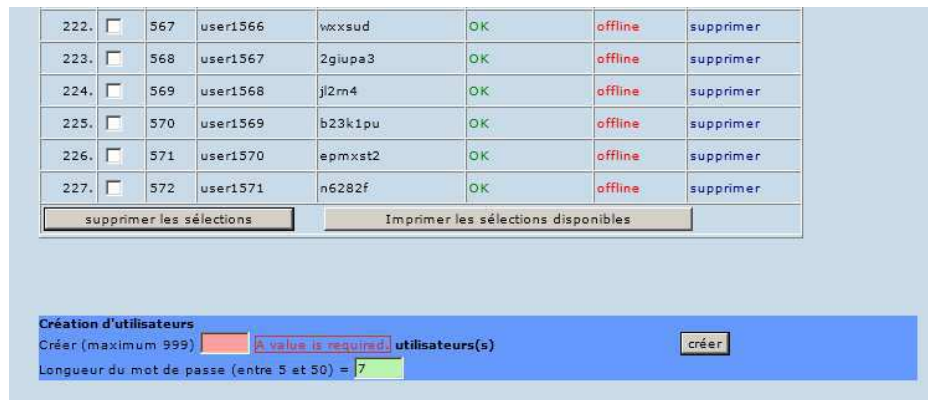 222. 567 user1566 wxxsud OK offline supprimer
223. 568 user1567 2giupa3 OK offline supprimer
224. 569 user1568 jl2rn4 OK offline supprimer
225. 570 user1569 b23k1pu OK offline supprimer
226. 571 user1570 epmxst2 OK offline supprimer
227. 572 user1571 n6282f OK offline supprimer
supprimer les sélections Imprimer les sélections disponibles
Création d'utilisateurs
Créer (maximum 999) A value is required. utilisateurs(s) créer
Longueur du mot de passe (entre 5 et 50) = 7